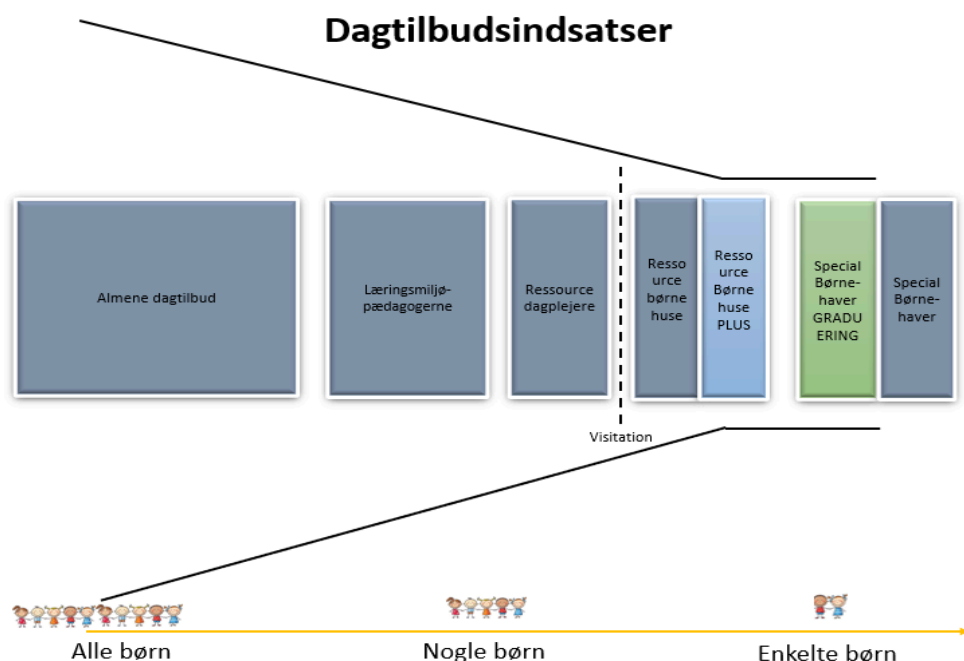 Dagtilbudsindsatser
Almene dagtilbud
Læringsmiljø-
pædagogerne
Ressource
dagplejere
Resso
urce
børne
huse
Resso
urce
Børne
huse
PLUS
Special
Børne-
haver
GRADU
ERING
Special
Børne-
haver
Visitation
Alle børn
Nogle børn
Enkelte børn